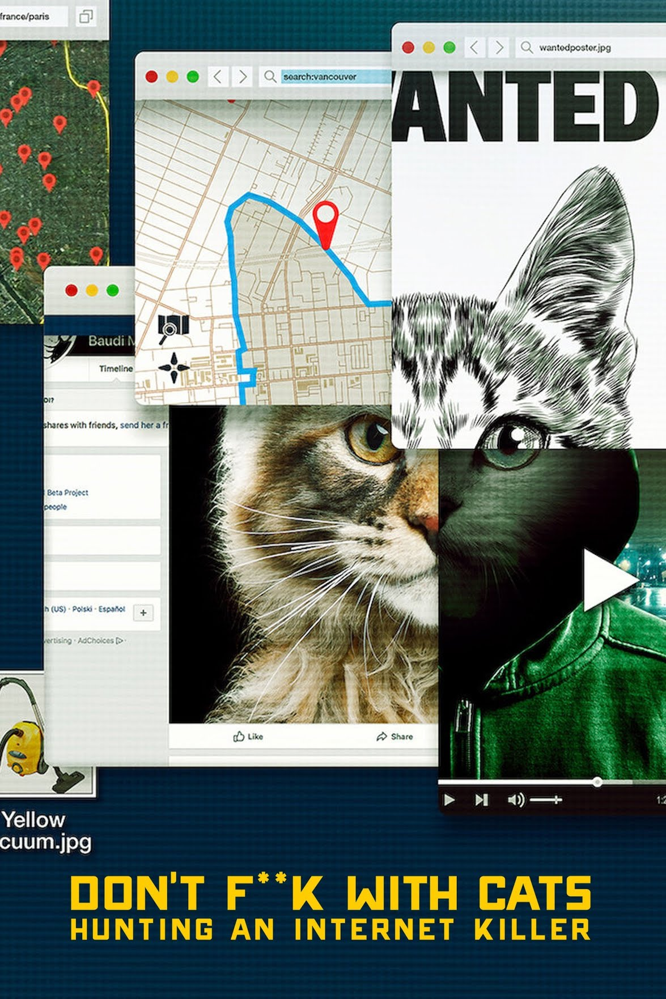 france/paris
wantedposter.jpg
search:vancouver
WANTED
Baudi M
Timeline
OI?
shares with friends, send her a fr
Beta Project
people
h (US) · Polski · Español
+
vertising · AdChoices
Like
Share
1:2
Yellow
cuum.jpg
DON'T F**K WITH CATS
HUNTING AN INTERNET KILLER